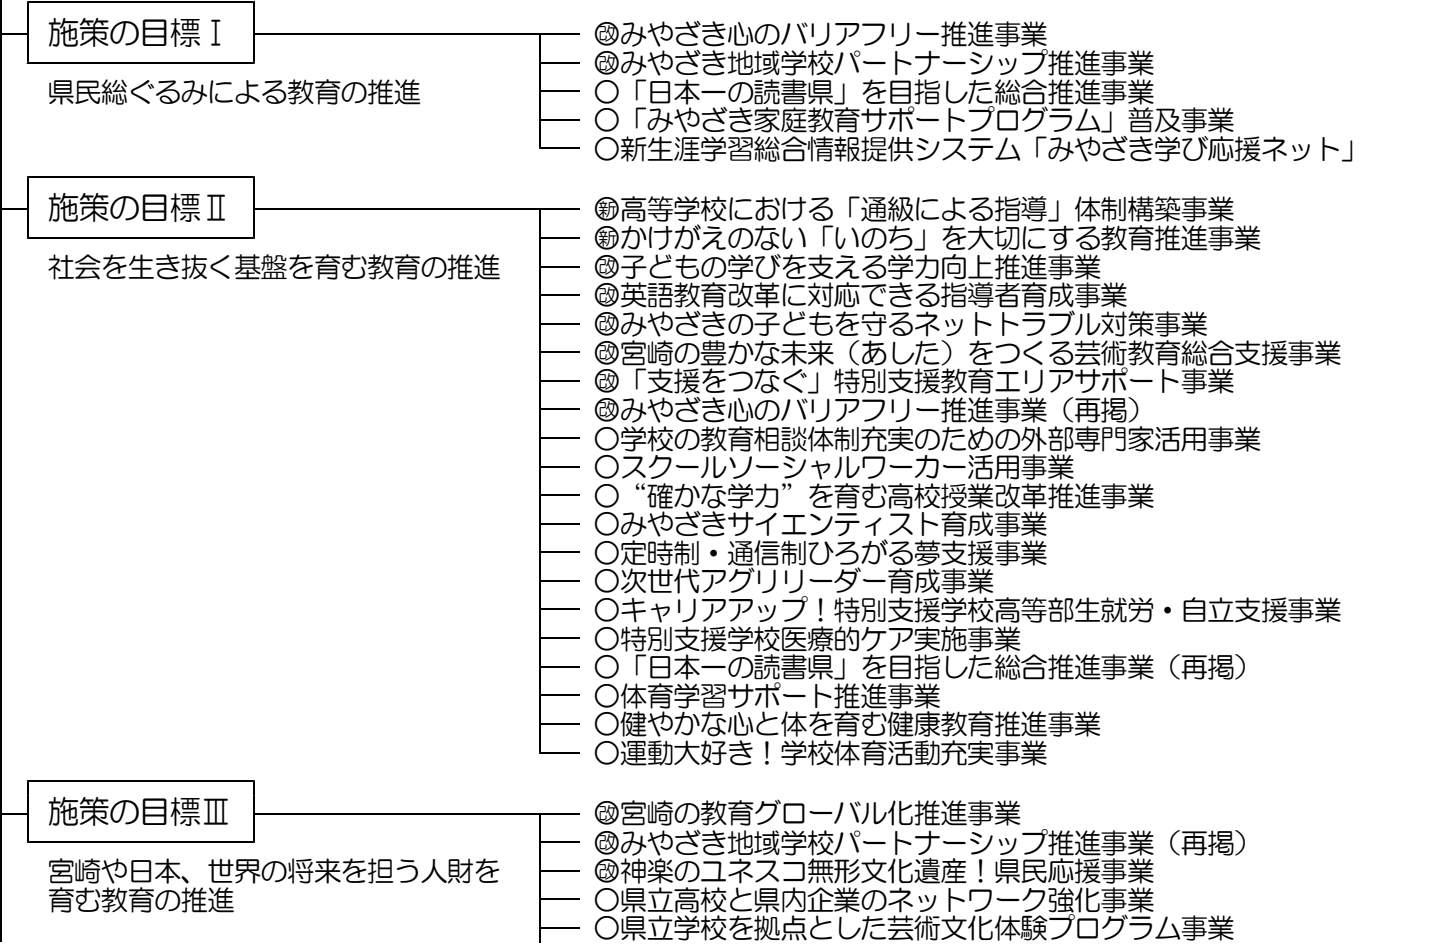 施策の目標Ⅰ
県民総ぐるみによる教育の推進
㋕みやざき心のバリアフリー推進事業
㋕みやざき地域学校パートナーシップ推進事業
○「日本一の読書県」を目指した総合推進事業
○「みやざき家庭教育サポートプログラム」普及事業
○新生涯学習総合情報提供システム「みやざき学び応援ネット」
施策の目標Ⅱ
社会を生き抜く基盤を育む教育の推進
新高等学校における「通級による指導」体制構築事業
新かけがえのない「いのち」を大切にする教育推進事業
改子どもの学びを支える学力向上推進事業
改英語教育改革に対応できる指導者育成事業
改みやざきの子どもを守るネットトラブル対策事業
改宮崎の豊かな未来（あした）をつくる芸術教育総合支援事業
改「支援をつなぐ」特別支援教育エリアサポート事業
改みやざき心のバリアフリー推進事業（再掲）
○学校の教育相談体制充実のための外部専門家活用事業
○スクールソーシャルワーカー活用事業
○“確かな学力”を育む高校授業改革推進事業
○みやざきサイエンティスト育成事業
○定時制・通信制ひろがる夢支援事業
○次世代アグリリーダー育成事業
○キャリアアップ！特別支援学校高等部生就労・自立支援事業
○特別支援学校医療的ケア実施事業
○「日本一の読書県」を目指した総合推進事業（再掲）
○体育学習サポート推進事業
○健やかな心と体を育む健康教育推進事業
○運動大好き！学校体育活動充実事業
施策の目標Ⅲ
宮崎や日本、世界の将来を担う人財を
育む教育の推進
改宮崎の教育グローバル化推進事業
改みやざき地域学校パートナーシップ推進事業（再掲）
改神楽のユネスコ無形文化遺産！県民応援事業
○県立高校と県内企業のネットワーク強化事業
○県立学校を拠点とした芸術文化体験プログラム事業